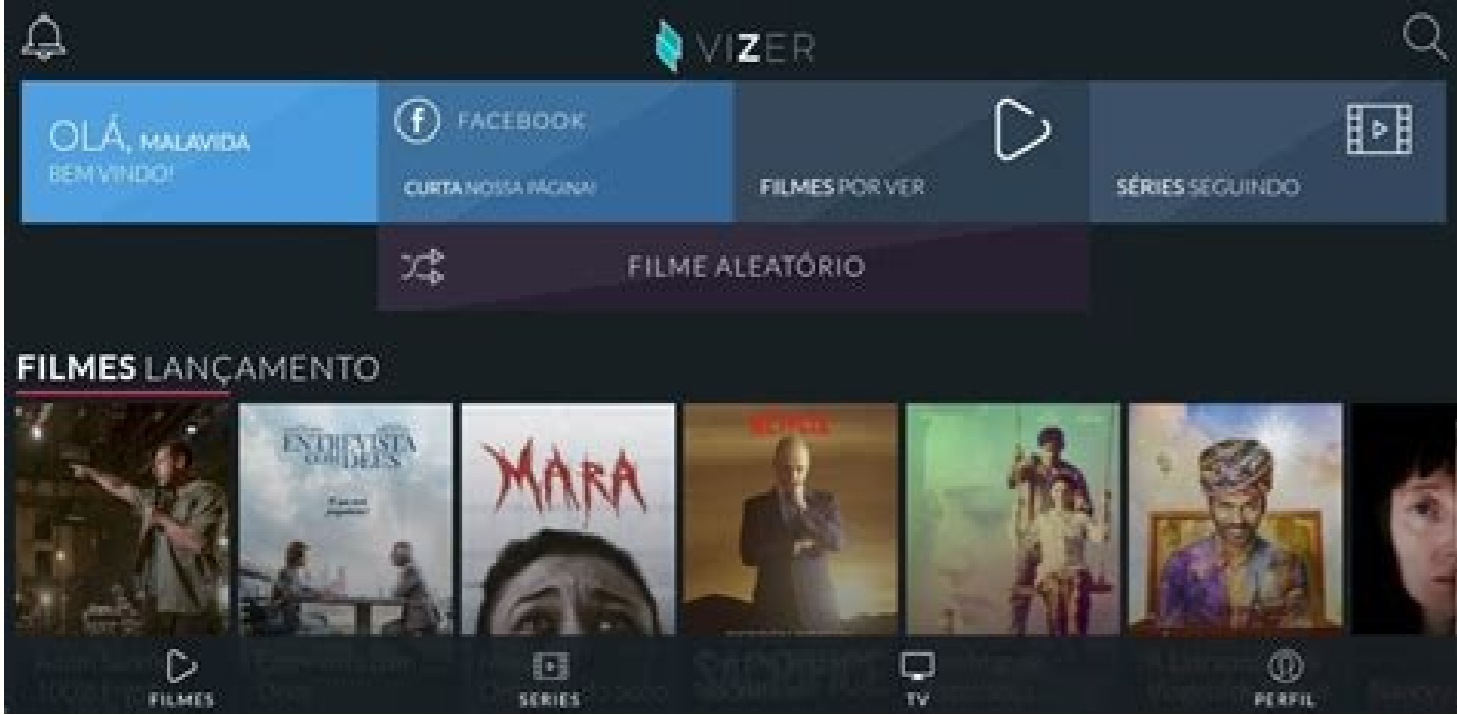 VIZER
OLÁ, MALAVIDA
BEM VINDO!
FACEBOOK
CURTA NOSSA PÁGINA!
FILMES POR VER
SÉRIES SEGUINDO
FILME ALEATÓRIO
FILMES LANÇAMENTO
ENTREVISTA
COM DEUS
MARA
NETFLIX
FILMES
SERIES
TV
PERFIL